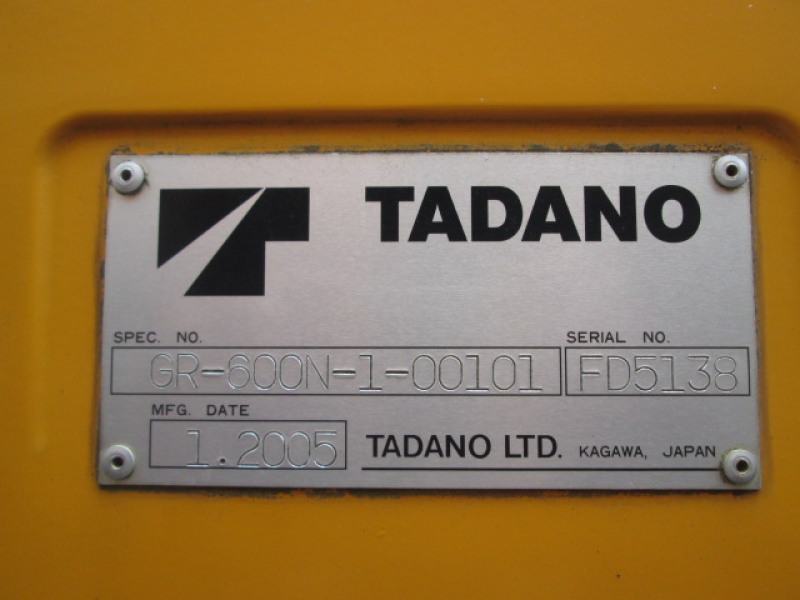 TADANO
SPEC. NO. SERIAL NO.
GR-600N-1-00101 FD5138
MFG. DATE
1.2005 TADANO LTD. KAGAWA, JAPAN